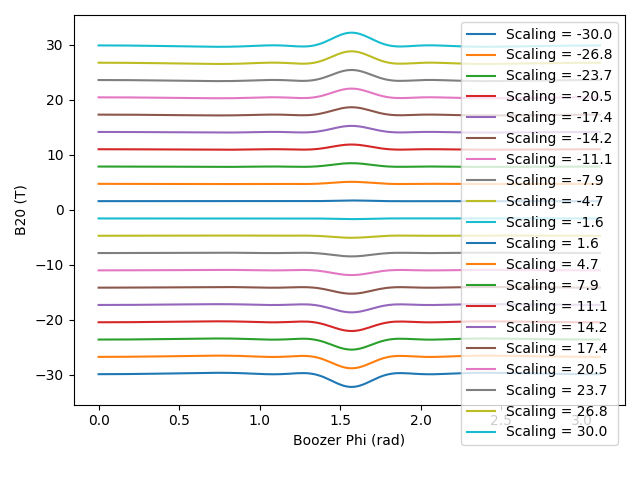 B20 (T)
30
20
10
0
−10
−20
−30
0.0 0.5 1.0 1.5 2.0 2.5 3.0
Boozer Phi (rad)
Scaling = -30.0
Scaling = -26.8
Scaling = -23.7
Scaling = -20.5
Scaling = -17.4
Scaling = -14.2
Scaling = -11.1
Scaling = -7.9
Scaling = -4.7
Scaling = -1.6
Scaling = 1.6
Scaling = 4.7
Scaling = 7.9
Scaling = 11.1
Scaling = 14.2
Scaling = 17.4
Scaling = 20.5
Scaling = 23.7
Scaling = 26.8
Scaling = 30.0